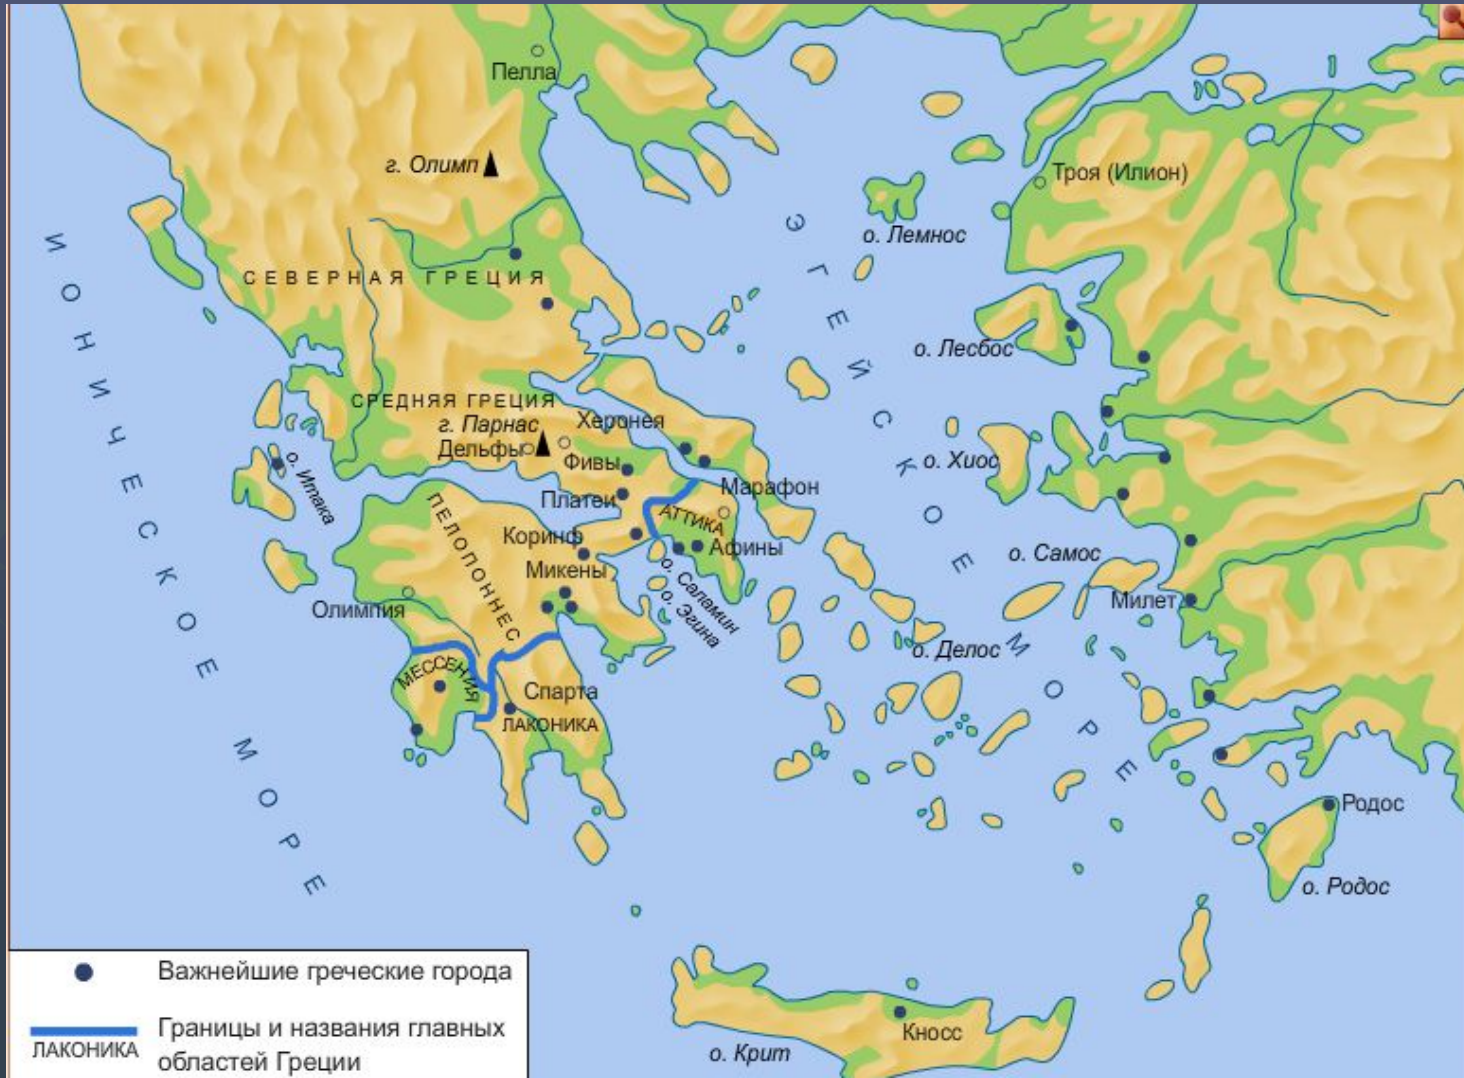 Пелла
г. Олимп
Троя (Илион)
о. Лемнос
ЭГЕЙСКОЕ МОРЕ
ИОНИЧЕСКОЕ МОРЕ
СЕВЕРНАЯ ГРЕЦИЯ
о. Лесбос
СРЕДНЯЯ ГРЕЦИЯ
г. Парнас
Херонея
Дельфы
Фивы
о. Хиос
о. Итака
Марафон
Платеи
АТТИКА
ПЕЛОПОННЕС
Коринф
Афины
о. Самос
Микены
о. Саламин
о. Эгина
Олимпия
Милет
о. Делос
МЕССЕНИЯ
Спарта
ЛАКОНИКА
Родос
о. Родос
Кносс
о. Крит
Важнейшие греческие города
Границы и названия главных
ЛАКОНИКА
областей Греции